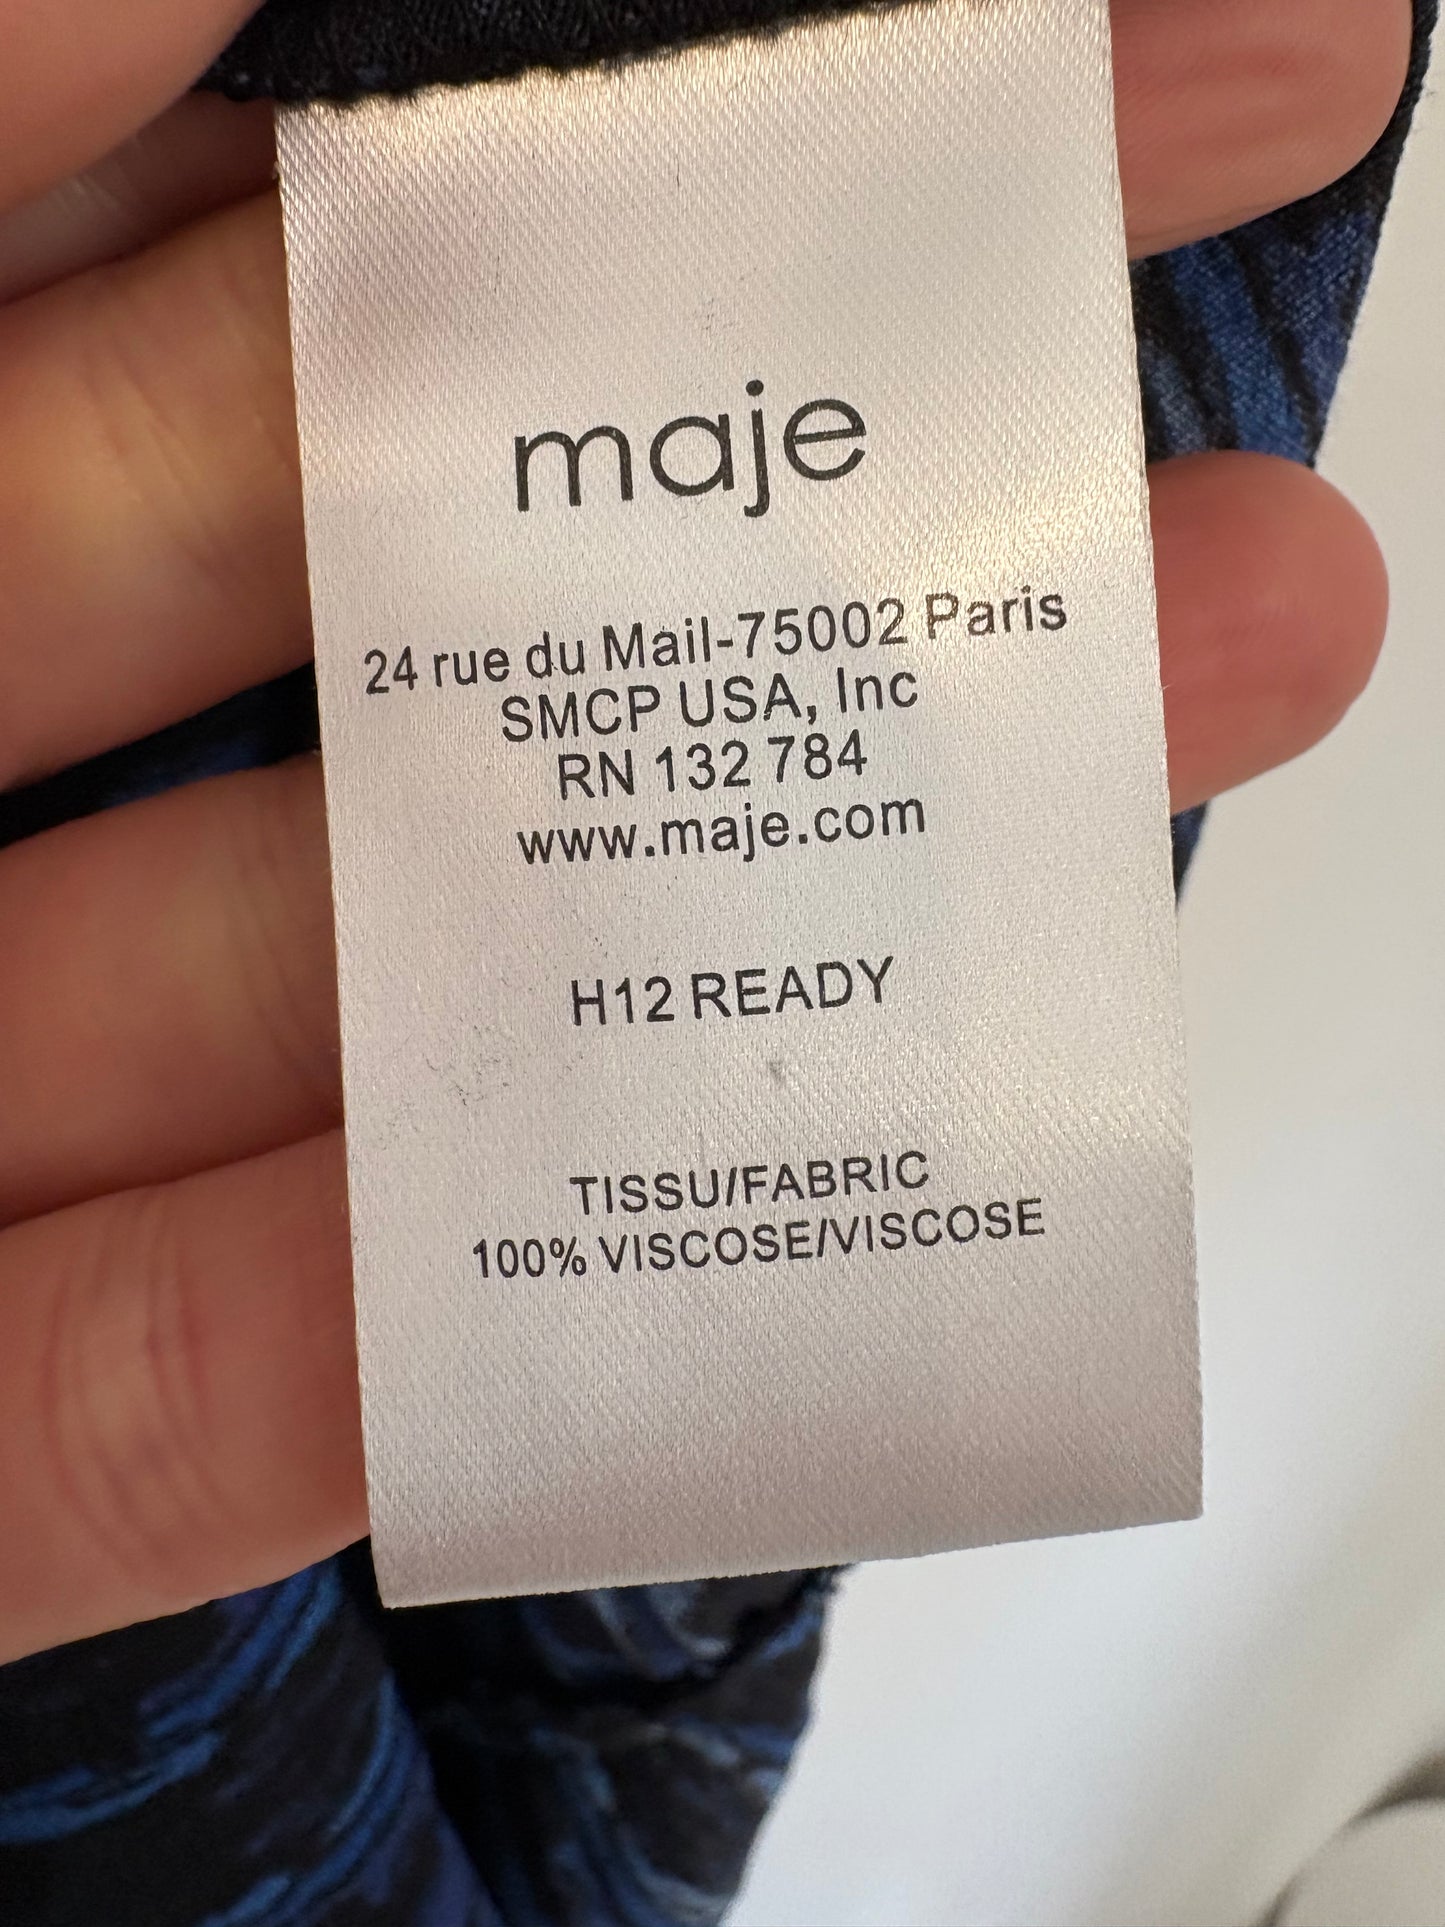 maje
24 rue du Mail-75002 Paris
SMCP USA, Inc
RN 132 784
www.maje.com
H12 READY
TISSU/FABRIC
100% VISCOSE/VISCOSE